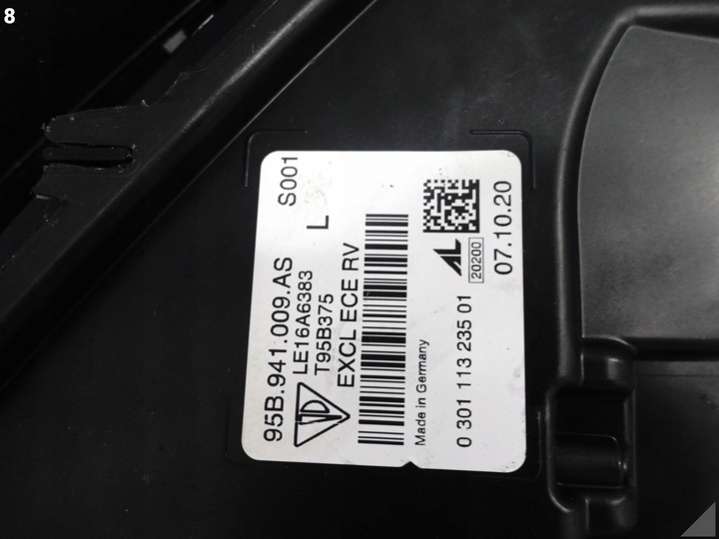 8
95B.941.009.AS S001
LE16A6383 L
T95B375
EXCL ECE RV
Made in Germany
AL
20200
0 301 113 235 01 07.10.20